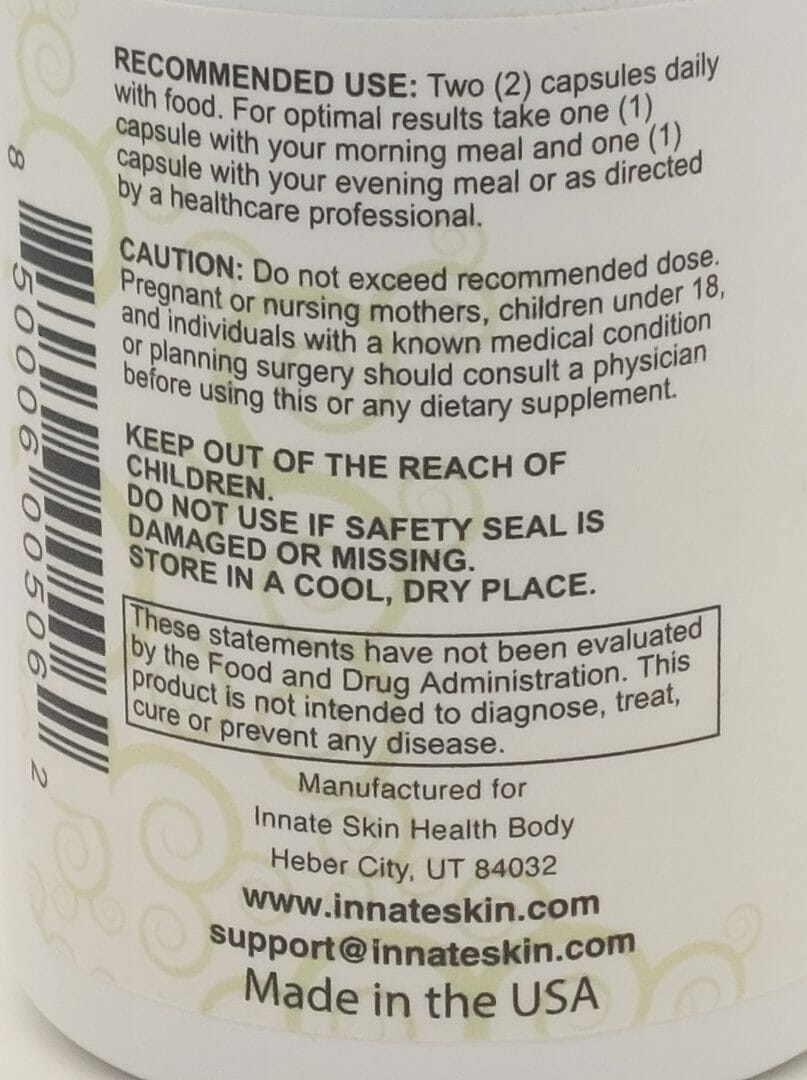 RECOMMENDED USE: Two (2) capsules daily
with food. For optimal results take one (1)
capsule with your morning meal and one (1)
capsule with your evening meal or as directed
by a healthcare professional.
CAUTION: Do not exceed recommended dose.
Pregnant or nursing mothers, children under 18,
and individuals with a known medical condition
or planning surgery should consult a physician
before using this or any dietary supplement.
KEEP OUT OF THE REACH OF
CHILDREN.
DO NOT USE IF SAFETY SEAL IS
DAMAGED OR MISSING.
STORE IN A COOL, DRY PLACE.
These statements have not been evaluated
by the Food and Drug Administration. This
product is not intended to diagnose, treat,
cure or prevent any disease.
Manufactured for
Innate Skin Health Body
Heber City, UT 84032
www.innateskin.com
support@innateskin.com
Made in the USA
8 50006 00506 2